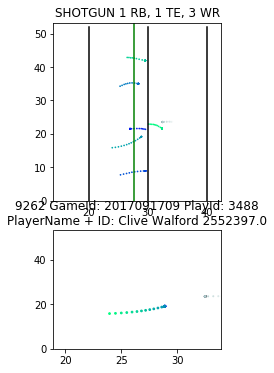 SHOTGUN 1 RB, 1 TE, 3 WR
50
40
30
20
10
0
20 30 40
9262 GameId: 2017091709 PlayId: 3488
PlayerName + ID: Clive Walford 2552397.0
40
20
0
20 25 30